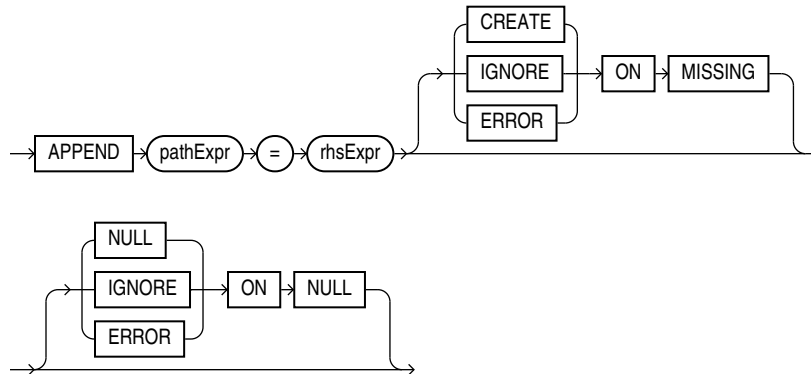 CREATE
IGNORE ON MISSING
ERROR
APPEND pathExpr = rhsExpr
NULL
IGNORE ON NULL
ERROR